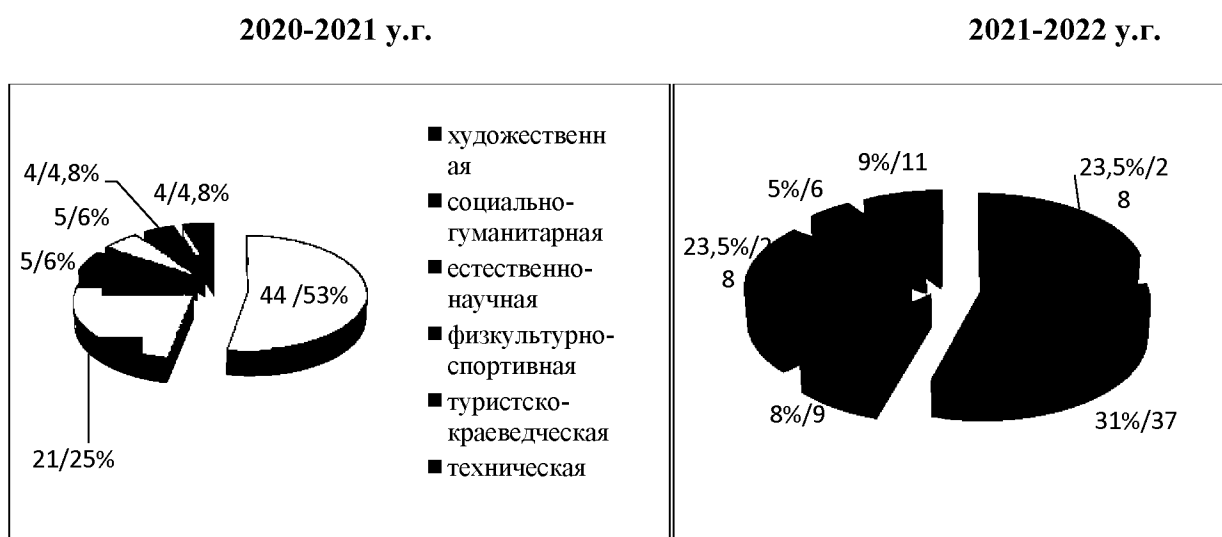 2020-2021 у.г.
2021-2022 у.г.
4/4,8%
4/4,8%
5/6%
5/6%
44 /53%
21/25%
художественн
ая
социально-
гуманитарная
естественно-
научная
физкультурно-
спортивная
туристско-
краеведческая
техническая
9%/11
5%/6
23,5%/2
8
23,5%/2
8
8%/9
31%/37